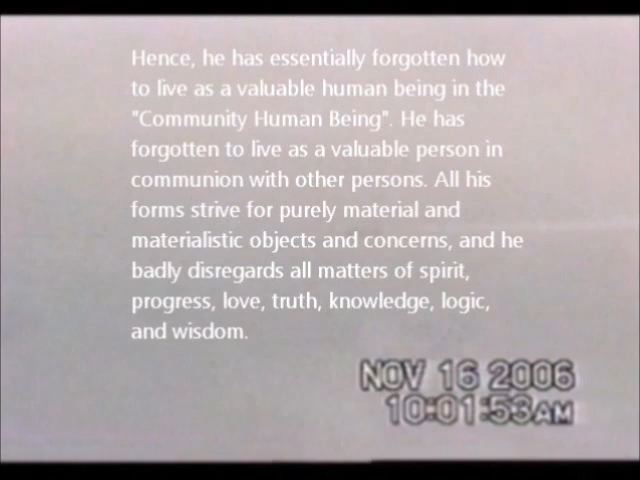 Hence, he has essentially forgotten how
to live as a valuable human being in the
"Community Human Being". He has
forgotten to live as a valuable person in
communion with other persons. All his
forms strive for purely material and
materialistic objects and concerns, and he
badly disregards all matters of spirit,
progress, love, truth, knowledge, logic,
and wisdom.
NOV 16 2006
10:01:53AM